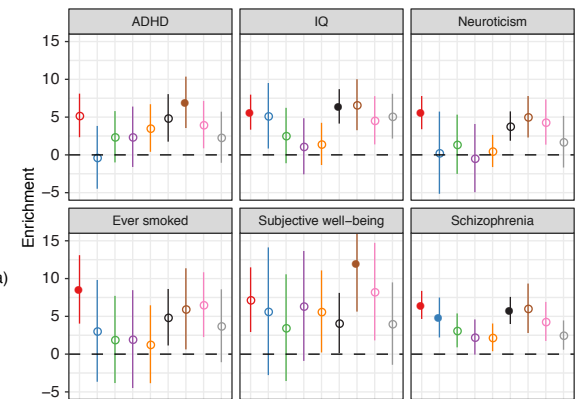 ADHD IQ Neuroticism
15
10
5
0
−5
Enrichment
Ever smoked Subjective well−being Schizophrenia
a)
15
10
5
0
−5